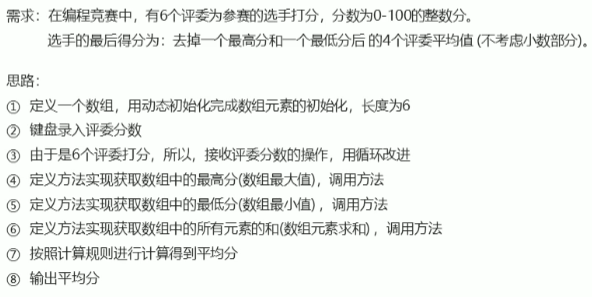 需求：在编程竞赛中，有6个评委为参赛的选手打分，分数为0-100的整数分。
选手的最后得分为：去掉一个最高分和一个最低分后 的4个评委平均值 (不考虑小数部分)。
思路：
① 定义一个数组，用动态初始化完成数组元素的初始化，长度为6
② 键盘录入评委分数
③ 由于是6个评委打分，所以，接收评委分数的操作，用循环改进
④ 定义方法实现获取数组中的最高分(数组最大值)，调用方法
⑤ 定义方法实现获取数组中的最低分(数组最小值) ，调用方法
⑥ 定义方法实现获取数组中的所有元素的和(数组元素求和) ，调用方法
⑦ 按照计算规则进行计算得到平均分
⑧ 输出平均分